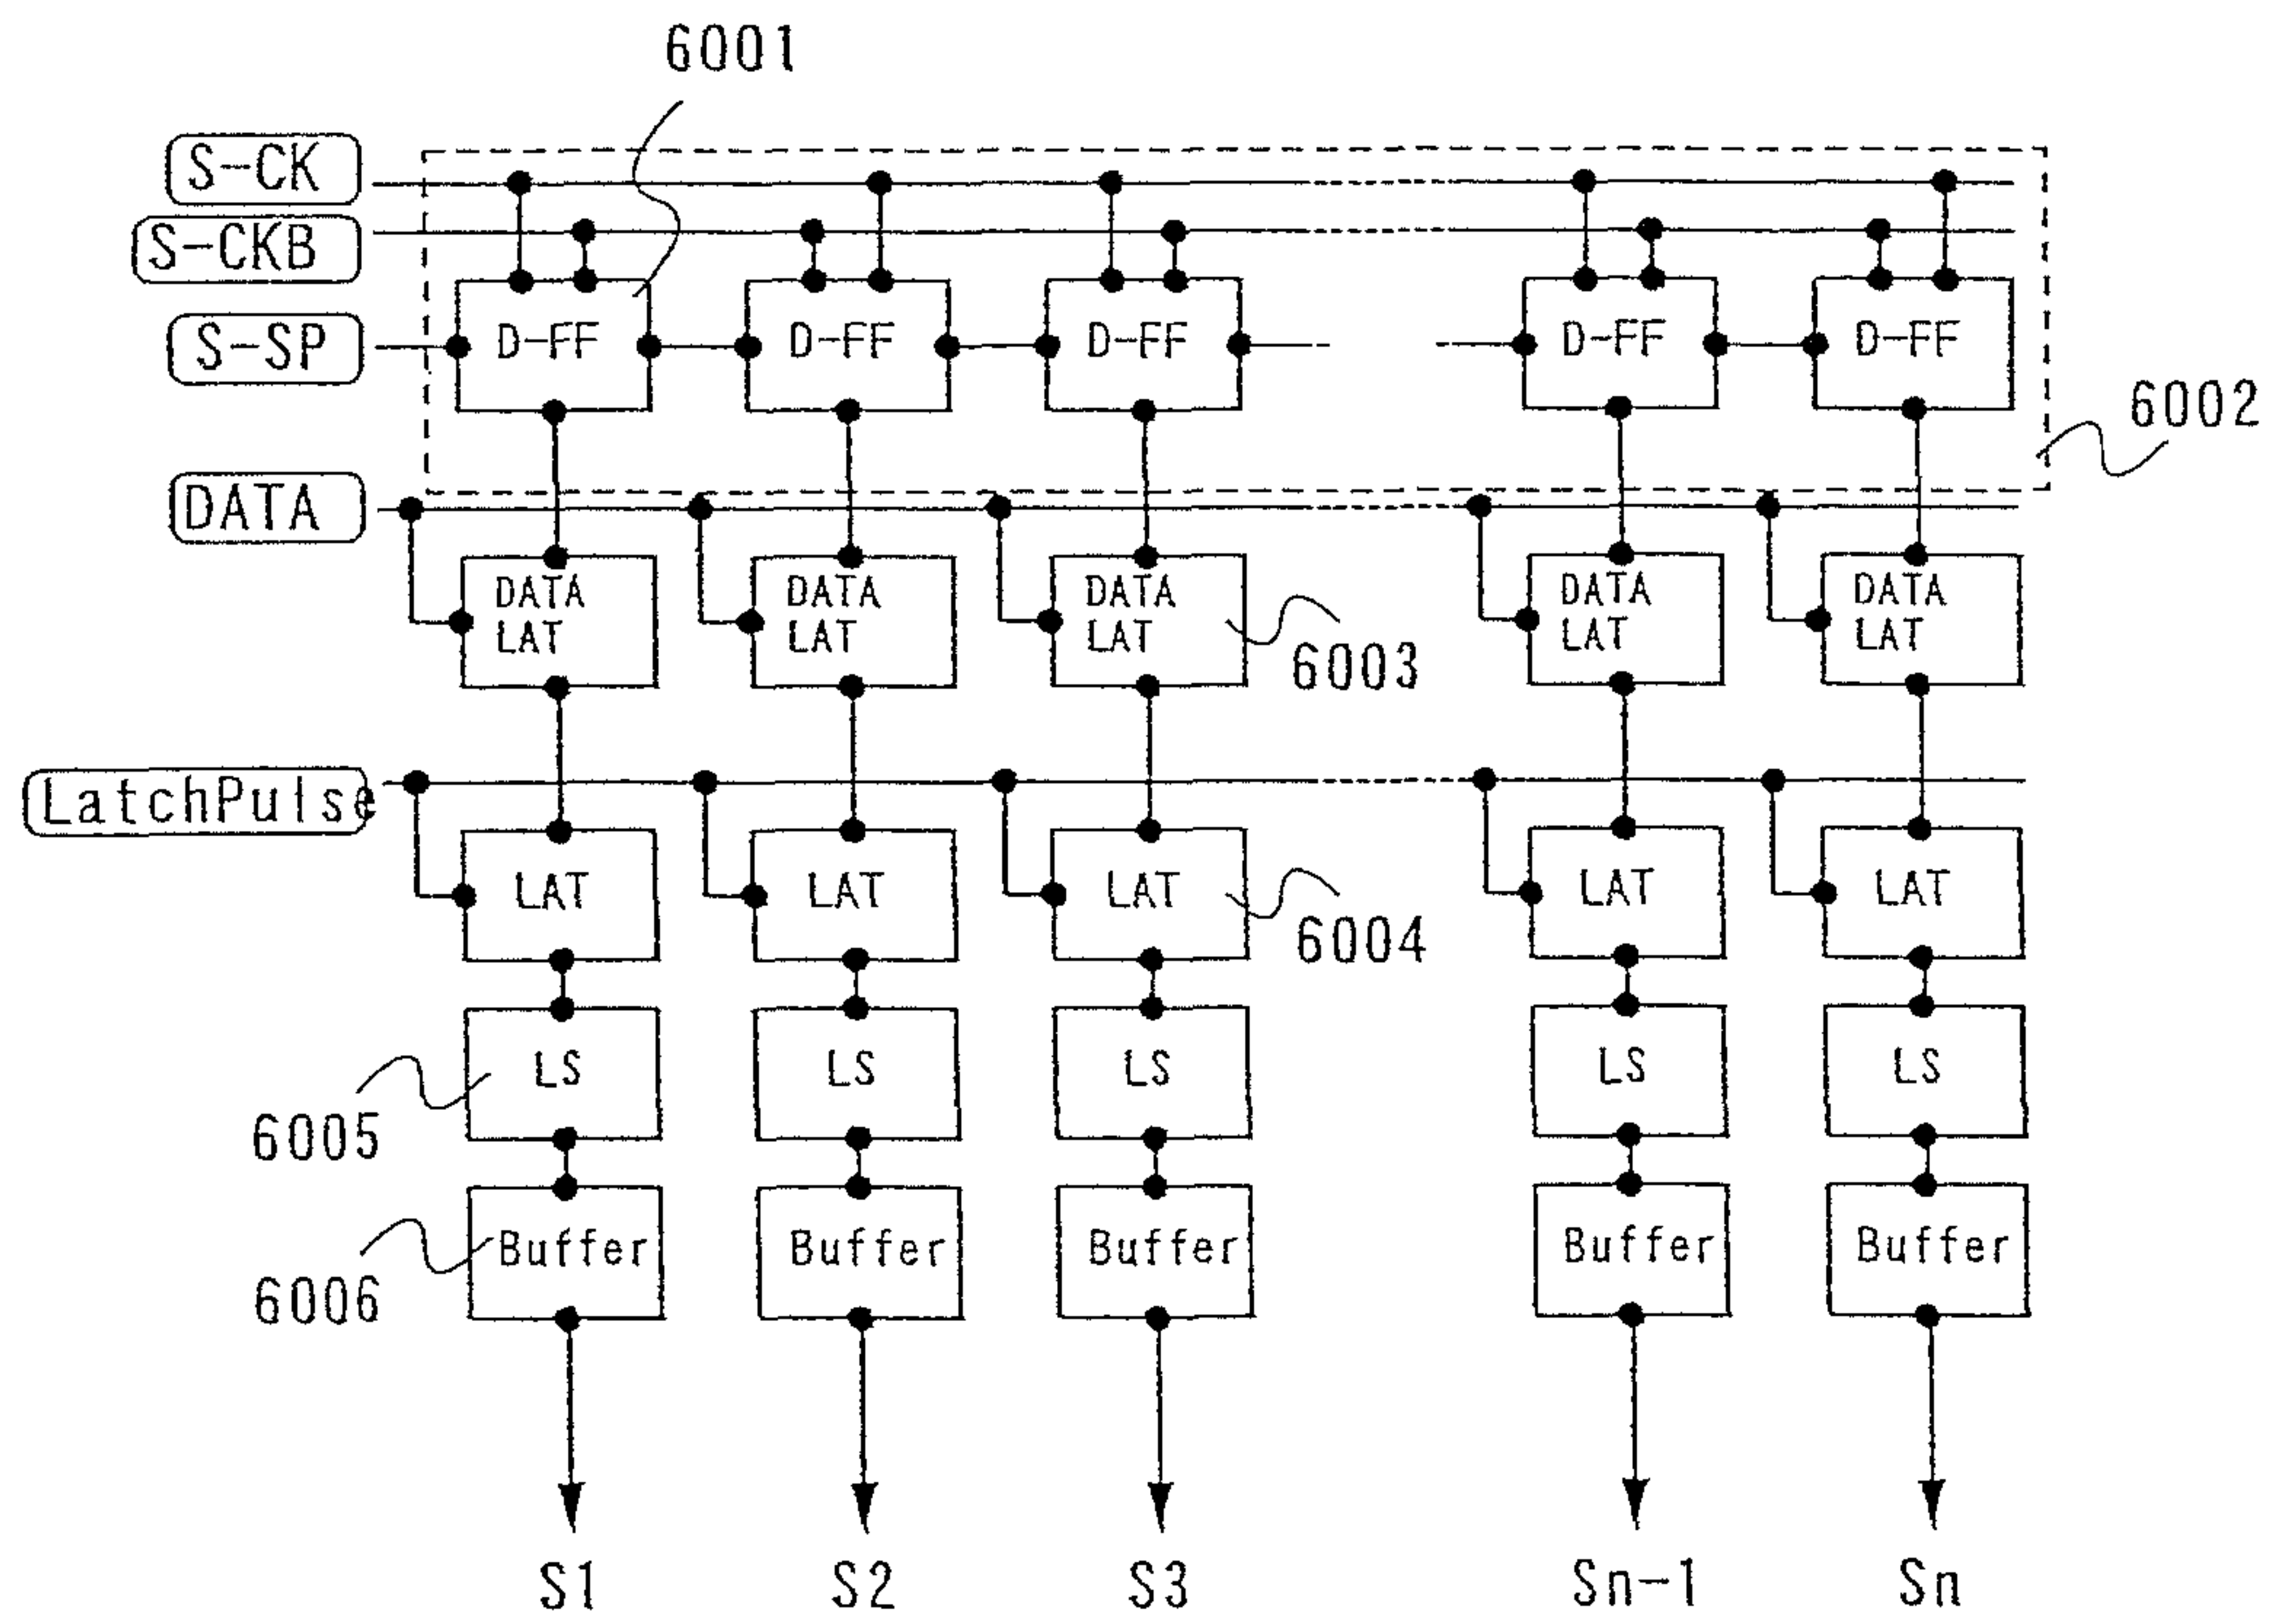 6001
S-CK
S-CKB
S-SP
D-FF D-FF D-FF D-FF D-FF
6002
DATA
DATA LAT DATA LAT DATA LAT DATA LAT DATA LAT
6003
LatchPulse
LAT LAT LAT LAT LAT
6004
LS LS LS LS LS
6005
Buffer Buffer Buffer Buffer Buffer
6006
S1 S2 S3 Sn-1 Sn